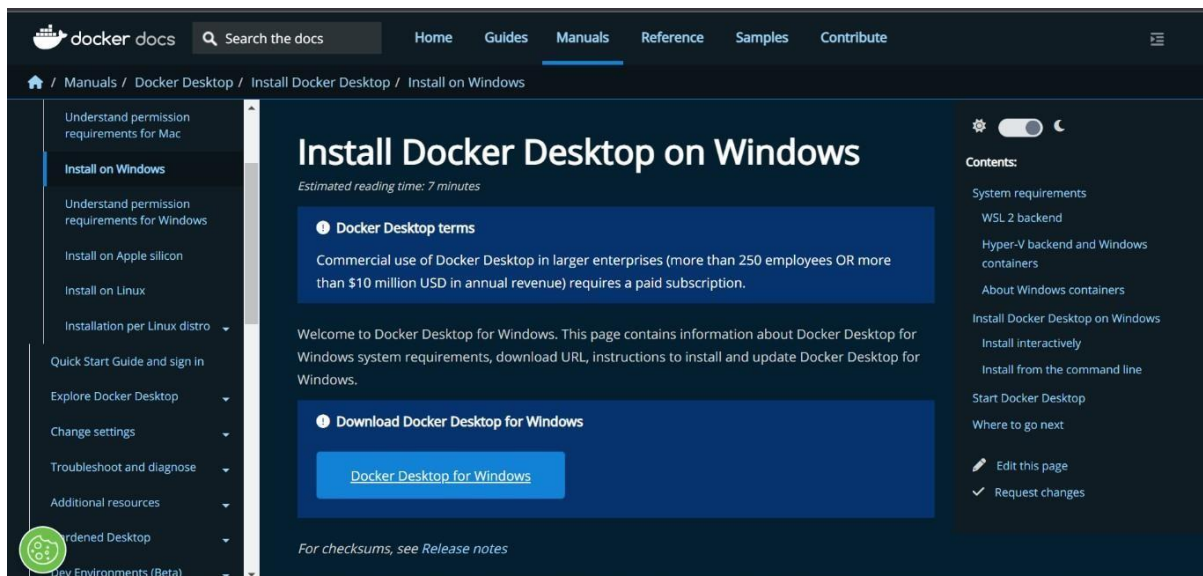 docker docs
Search the docs
Home
Guides
Manuals
Reference
Samples
Contribute
/ Manuals / Docker Desktop / Install Docker Desktop / Install on Windows
Understand permission
requirements for Mac
Install on Windows
Understand permission
requirements for Windows
Install on Apple silicon
Install on Linux
Installation per Linux distro
Quick Start Guide and sign in
Explore Docker Desktop
Change settings
Troubleshoot and diagnose
Additional resources
Desktop
Dev Environments (Beta)
Install Docker Desktop on Windows
Estimated reading time: 7 minutes
Docker Desktop terms
Commercial use of Docker Desktop in larger enterprises (more than 250 employees OR more
than $10 million USD in annual revenue) requires a paid subscription.
Welcome to Docker Desktop for Windows. This page contains information about Docker Desktop for
Windows system requirements, download URL, instructions to install and update Docker Desktop for
Windows.
Download Docker Desktop for Windows
Docker Desktop for Windows
For checksums, see Release notes
Contents:
System requirements
WSL 2 backend
Hyper-V backend and Windows
containers
About Windows containers
Install Docker Desktop on Windows
Install interactively
Install from the command line
Start Docker Desktop
Where to go next
Edit this page
Request changes